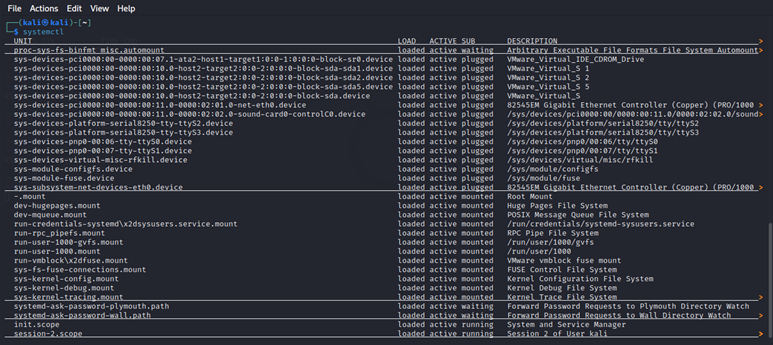 File Actions Edit View Help
┌──(kali㉿kali)-[~]
└─$ systemctl
UNIT LOAD ACTIVE SUB DESCRIPTION >
proc-sys-fs-binfmt_misc.automount loaded active waiting Arbitrary Executable File Formats File System Automount>
sys-devices-pci0000:00-0000:00:07.1-ata2-host1-target1:0:0-1:0:0:0-block-sr0.device loaded active plugged VMware_Virtual_IDE_CDROM_Drive
sys-devices-pci0000:00-0000:00:10.0-host2-target2:0:0-2:0:0:0-block-sda-sda1.device loaded active plugged VMware_Virtual_S 1
sys-devices-pci0000:00-0000:00:10.0-host2-target2:0:0-2:0:0:0-block-sda-sda2.device loaded active plugged VMware_Virtual_S 2
sys-devices-pci0000:00-0000:00:10.0-host2-target2:0:0-2:0:0:0-block-sda-sda5.device loaded active plugged VMware_Virtual_S 5
sys-devices-pci0000:00-0000:00:10.0-host2-target2:0:0-2:0:0:0-block-sda.device loaded active plugged VMware_Virtual_S
sys-devices-pci0000:00-0000:00:11.0-0000:02:01.0-net-eth0.device loaded active plugged 82545EM Gigabit Ethernet Controller (Copper) (PRO/1000 >
sys-devices-pci0000:00-0000:00:11.0-0000:02:02.0-sound-card0-controlC0.device loaded active plugged /sys/devices/pci0000:00/0000:00:11.0/0000:02:02.0/sound>
sys-devices-platform-serial8250-tty-ttyS2.device loaded active plugged /sys/devices/platform/serial8250/tty/ttyS2
sys-devices-platform-serial8250-tty-ttyS3.device loaded active plugged /sys/devices/platform/serial8250/tty/ttyS3
sys-devices-pnp0-00:06-tty-ttyS0.device loaded active plugged /sys/devices/pnp0/00:06/tty/ttyS0
sys-devices-pnp0-00:07-tty-ttyS1.device loaded active plugged /sys/devices/pnp0/00:07/tty/ttyS1
sys-devices-virtual-misc-rfkill.device loaded active plugged /sys/devices/virtual/misc/rfkill
sys-module-configfs.device loaded active plugged /sys/module/configfs
sys-module-fuse.device loaded active plugged /sys/module/fuse
sys-subsystem-net-devices-eth0.device loaded active plugged 82545EM Gigabit Ethernet Controller (Copper) (PRO/1000 >
-.mount loaded active mounted Root Mount
dev-hugepages.mount loaded active mounted Huge Pages File System
dev-mqueue.mount loaded active mounted POSIX Message Queue File System
run-credentials-systemd\x2dsysusers.service.mount loaded active mounted /run/credentials/systemd-sysusers.service
run-rpc_pipefs.mount loaded active mounted RPC Pipe File System
run-user-1000-gvfs.mount loaded active mounted /run/user/1000/gvfs
run-user-1000.mount loaded active mounted /run/user/1000
run-vmblock\x2dfuse.mount loaded active mounted VMware vmblock fuse mount
sys-fs-fuse-connections.mount loaded active mounted FUSE Control File System
sys-kernel-config.mount loaded active mounted Kernel Configuration File System
sys-kernel-debug.mount loaded active mounted Kernel Debug File System
sys-kernel-tracing.mount loaded active mounted Kernel Trace File System >
systemd-ask-password-plymouth.path loaded active waiting Forward Password Requests to Plymouth Directory Watch
systemd-ask-password-wall.path loaded active waiting Forward Password Requests to Wall Directory Watch >
init.scope loaded active running System and Service Manager
session-2.scope loaded active running Session 2 of User kali >